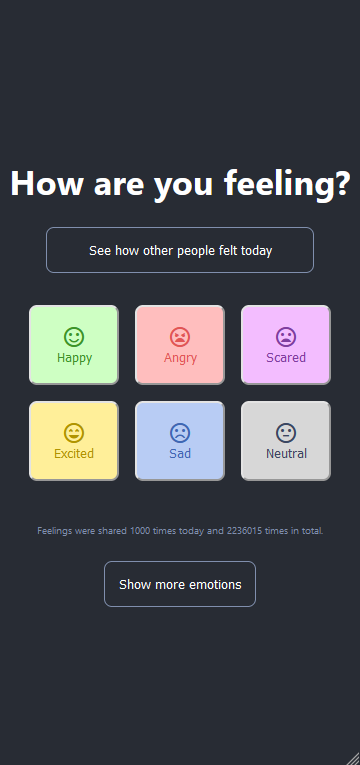 How are you feeling?
See how other people felt today
Happy
Angry
Scared
Excited
Sad
Neutral
Feelings were shared 1000 times today and 2236015 times in total.
Show more emotions